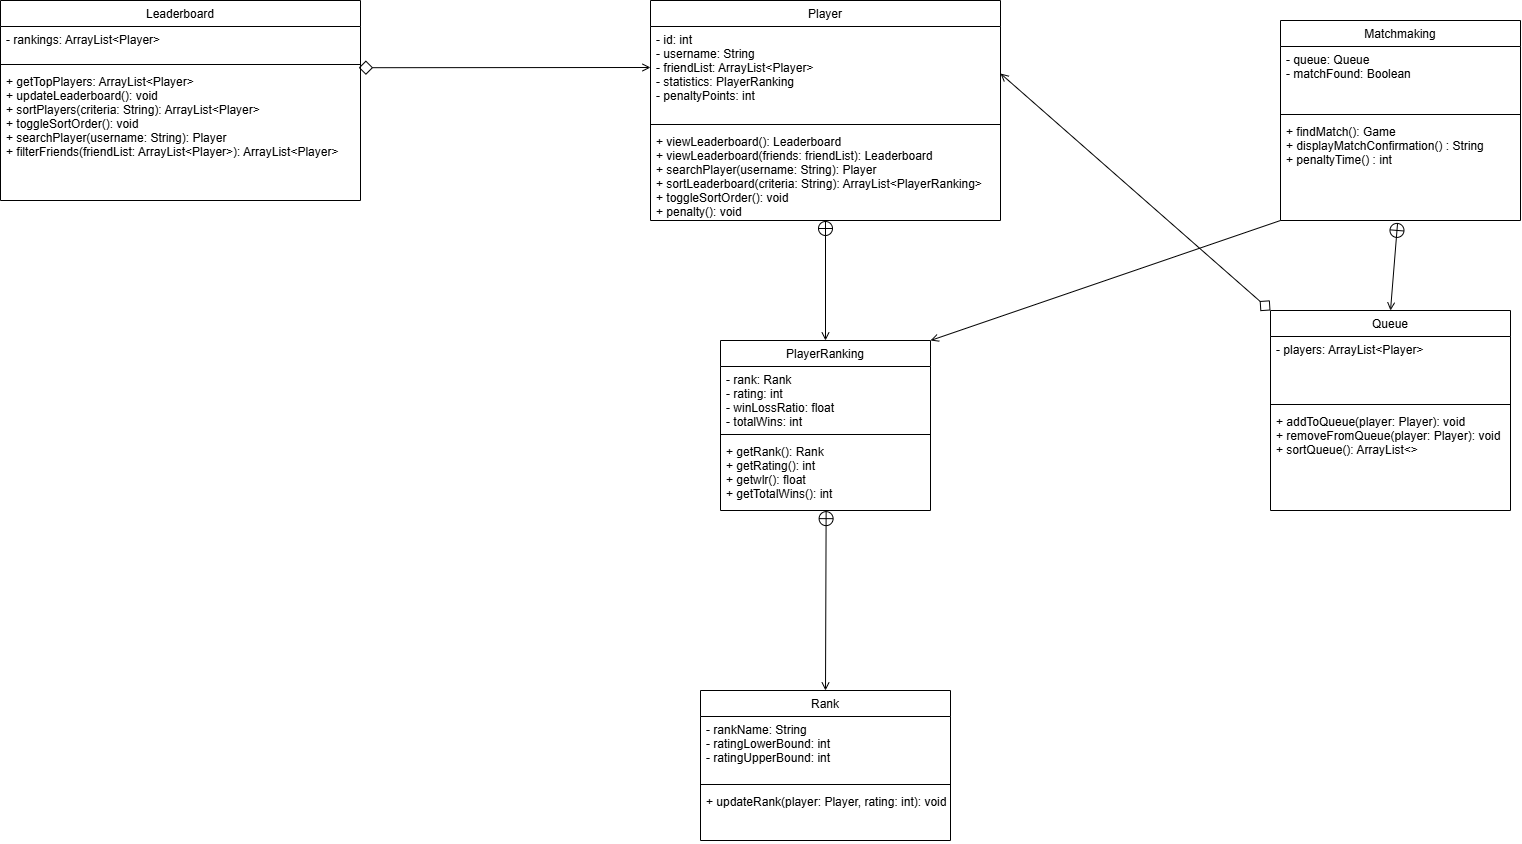 Leaderboard
- rankings: ArrayList<Player>
+ getTopPlayers: ArrayList<Player>
+ updateLeaderboard(): void
+ sortPlayers(criteria: String): ArrayList<Player>
+ toggleSortOrder(): void
+ searchPlayer(username: String): Player
+ filterFriends(friendList: ArrayList<Player>): ArrayList<Player>
Player
- id: int
- username: String
- friendList: ArrayList<Player>
- statistics: PlayerRanking
- penaltyPoints: int
+ viewLeaderboard(): Leaderboard
+ viewLeaderboard(friends: friendList): Leaderboard
+ searchPlayer(username: String): Player
+ sortLeaderboard(criteria: String): ArrayList<PlayerRanking>
+ toggleSortOrder(): void
+ penalty(): void
Matchmaking
- queue: Queue
- matchFound: Boolean
+ findMatch(): Game
+ displayMatchConfirmation() : String
+ penaltyTime() : int
PlayerRanking
- rank: Rank
- rating: int
- winLossRatio: float
- totalWins: int
+ getRank(): Rank
+ getRating(): int
+ getwlr(): float
+ getTotalWins(): int
Queue
- players: ArrayList<Player>
+ addToQueue(player: Player): void
+ removeFromQueue(player: Player): void
+ sortQueue(): ArrayList<>
Rank
- rankName: String
- ratingLowerBound: int
- ratingUpperBound: int
+ updateRank(player: Player, rating: int): void